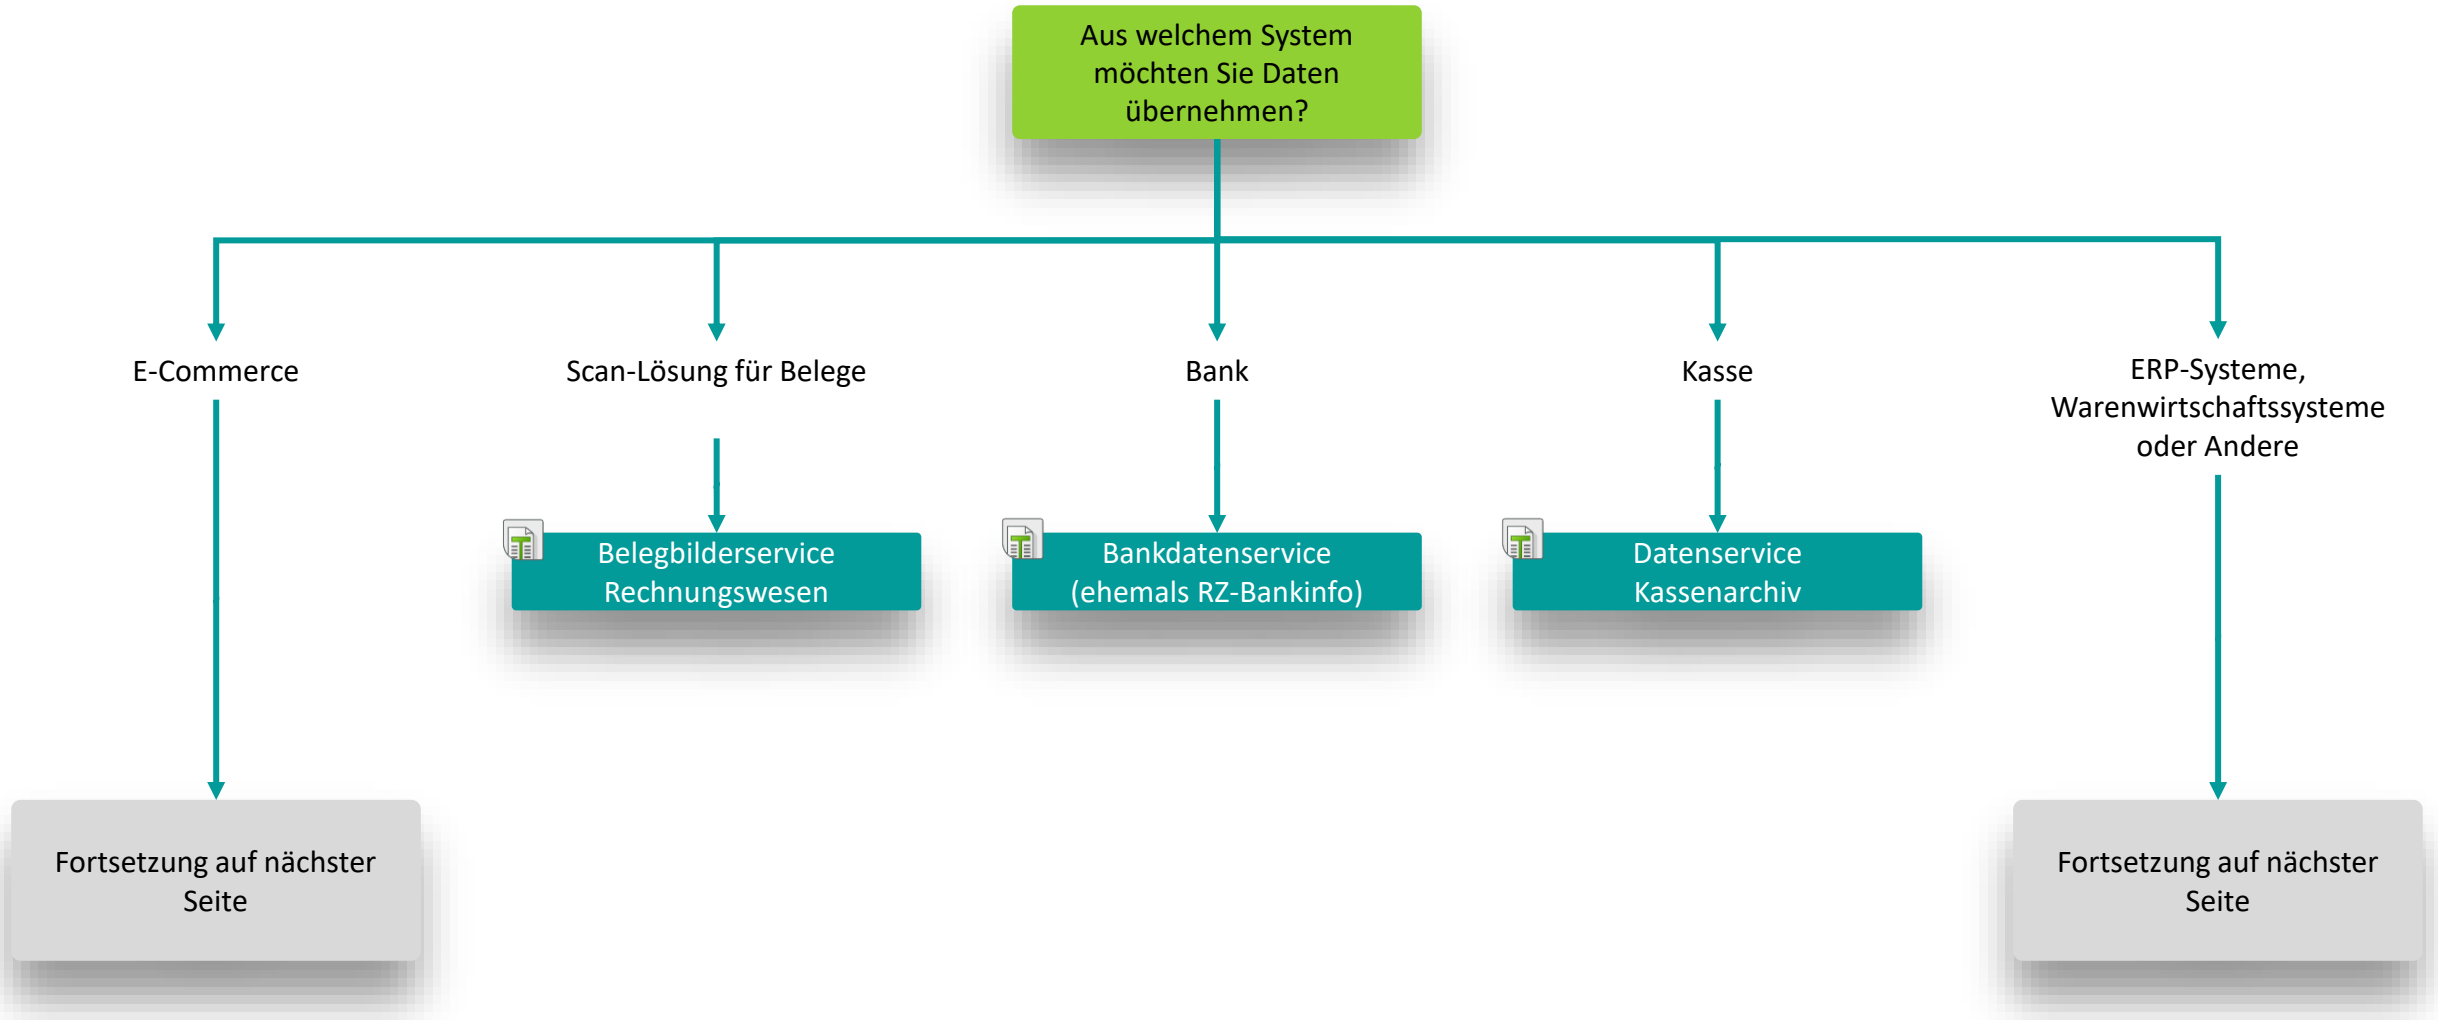 Aus welchem System
möchten Sie Daten
übernehmen?
E-Commerce
Scan-Lösung für Belege
Bank
Kasse
ERP-Systeme,
Warenwirtschaftssysteme
oder Andere
Belegbilderservice
Rechnungswesen
Bankdatenservice
(ehemals RZ-Bankinfo)
Datenservice
Kassenarchiv
Fortsetzung auf nächster
Seite
Fortsetzung auf nächster
Seite